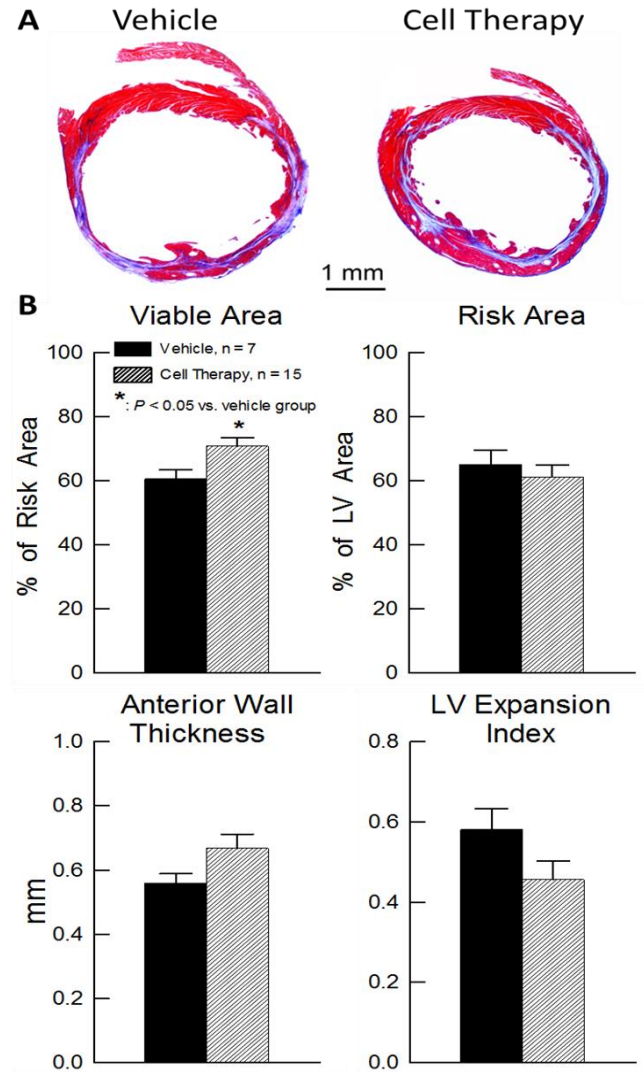 A Vehicle Cell Therapy
1 mm
B Viable Area
Vehicle, n = 7
Cell Therapy, n = 15
*: P < 0.05 vs. vehicle group
*
% of Risk Area
100
80
60
40
20
0
Risk Area
% of LV Area
100
80
60
40
20
0
Anterior Wall
Thickness
mm
1.0
0.8
0.6
0.4
0.2
0.0
LV Expansion
Index
0.8
0.6
0.4
0.2
0.0